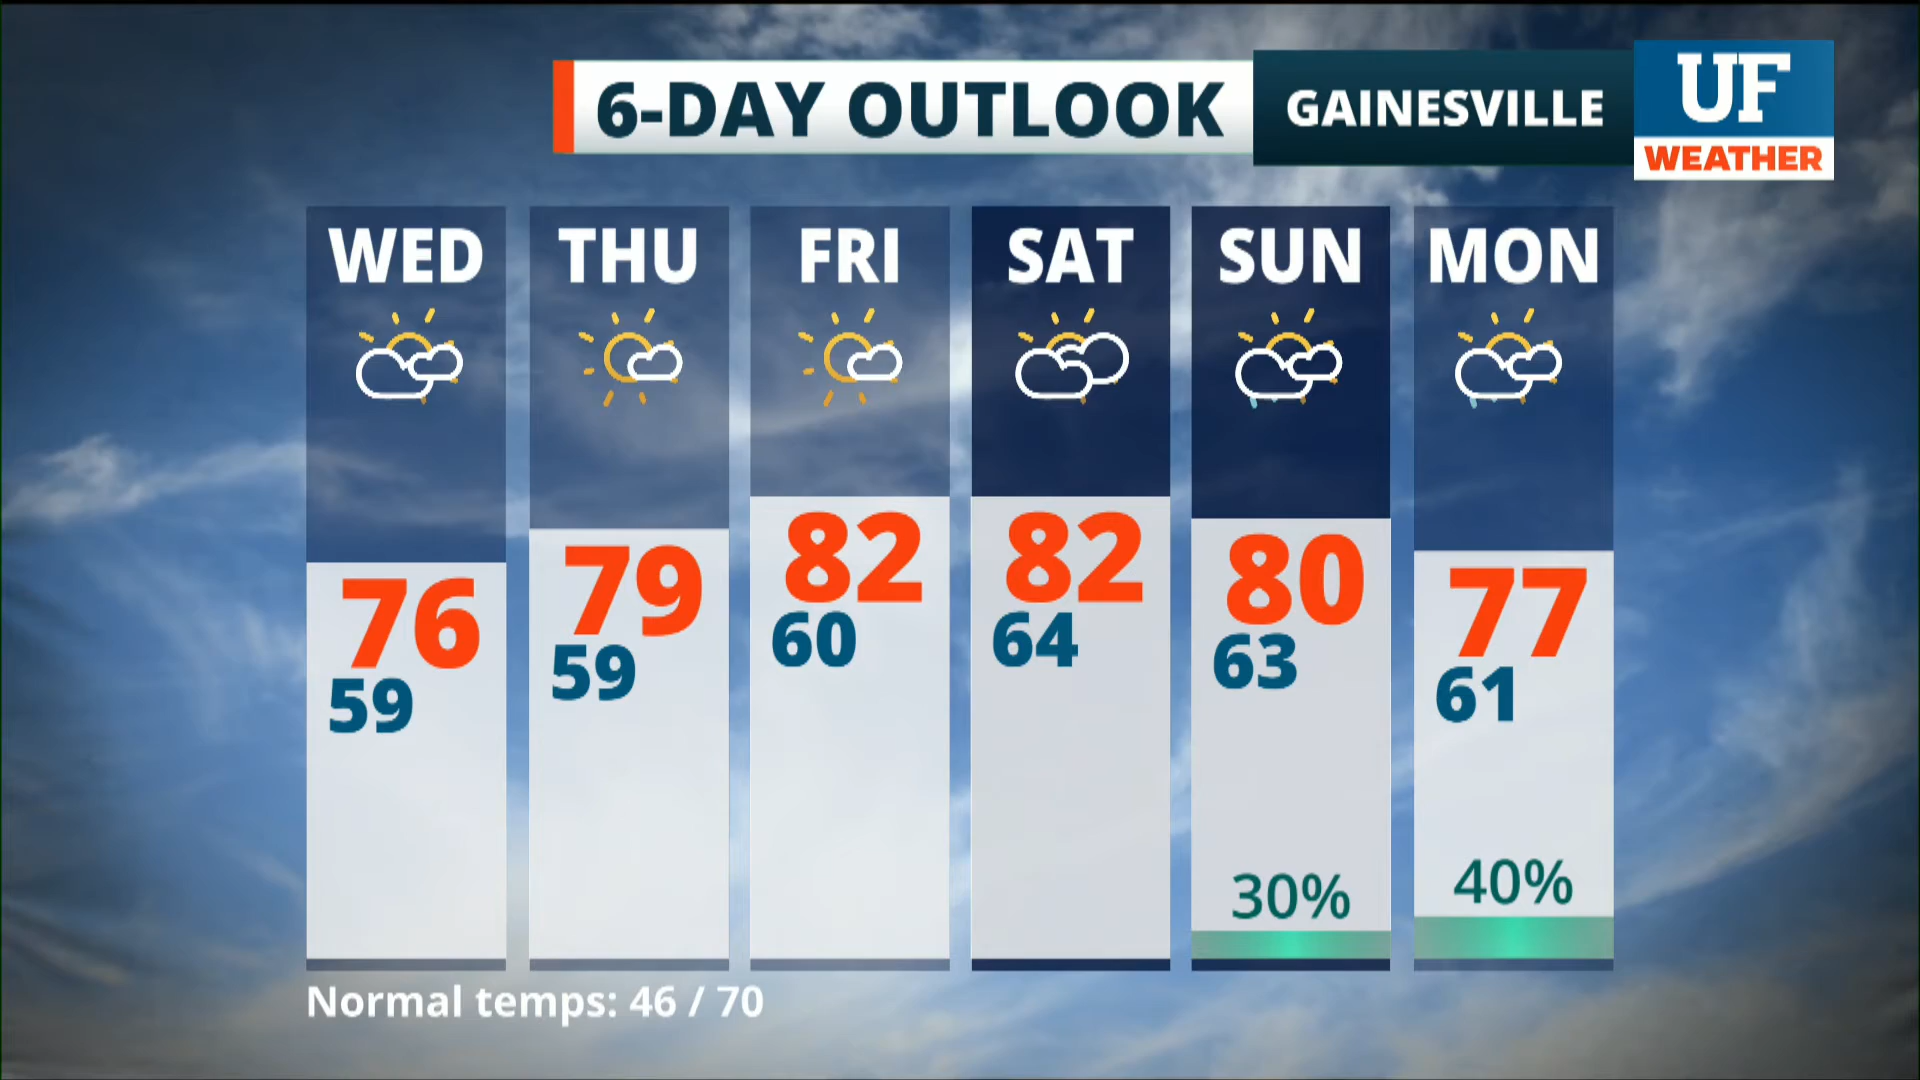 6-DAY OUTLOOK GAINESVILLE UF
WEATHER
WED THU FRI SAT SUN MON
76 79 82 82 80 77
59 59 60 64 63 61
30% 40%
Normal temps: 46 / 70